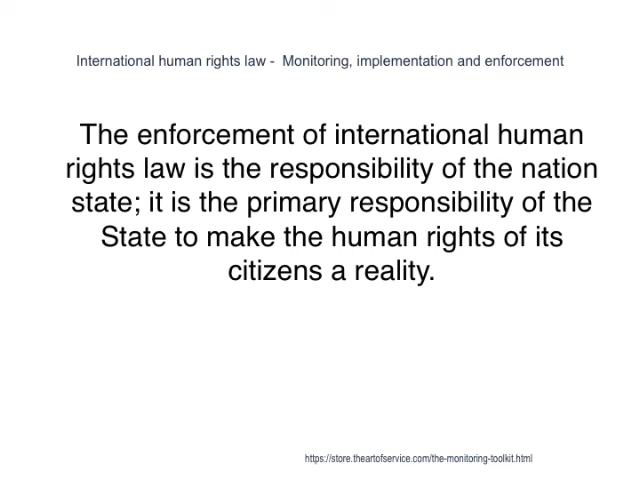 International human rights law -  Monitoring, implementation and enforcement
The enforcement of international human
rights law is the responsibility of the nation
state; it is the primary responsibility of the
State to make the human rights of its
citizens a reality.
https://store.theartofservice.com/the-monitoring-toolkit.html